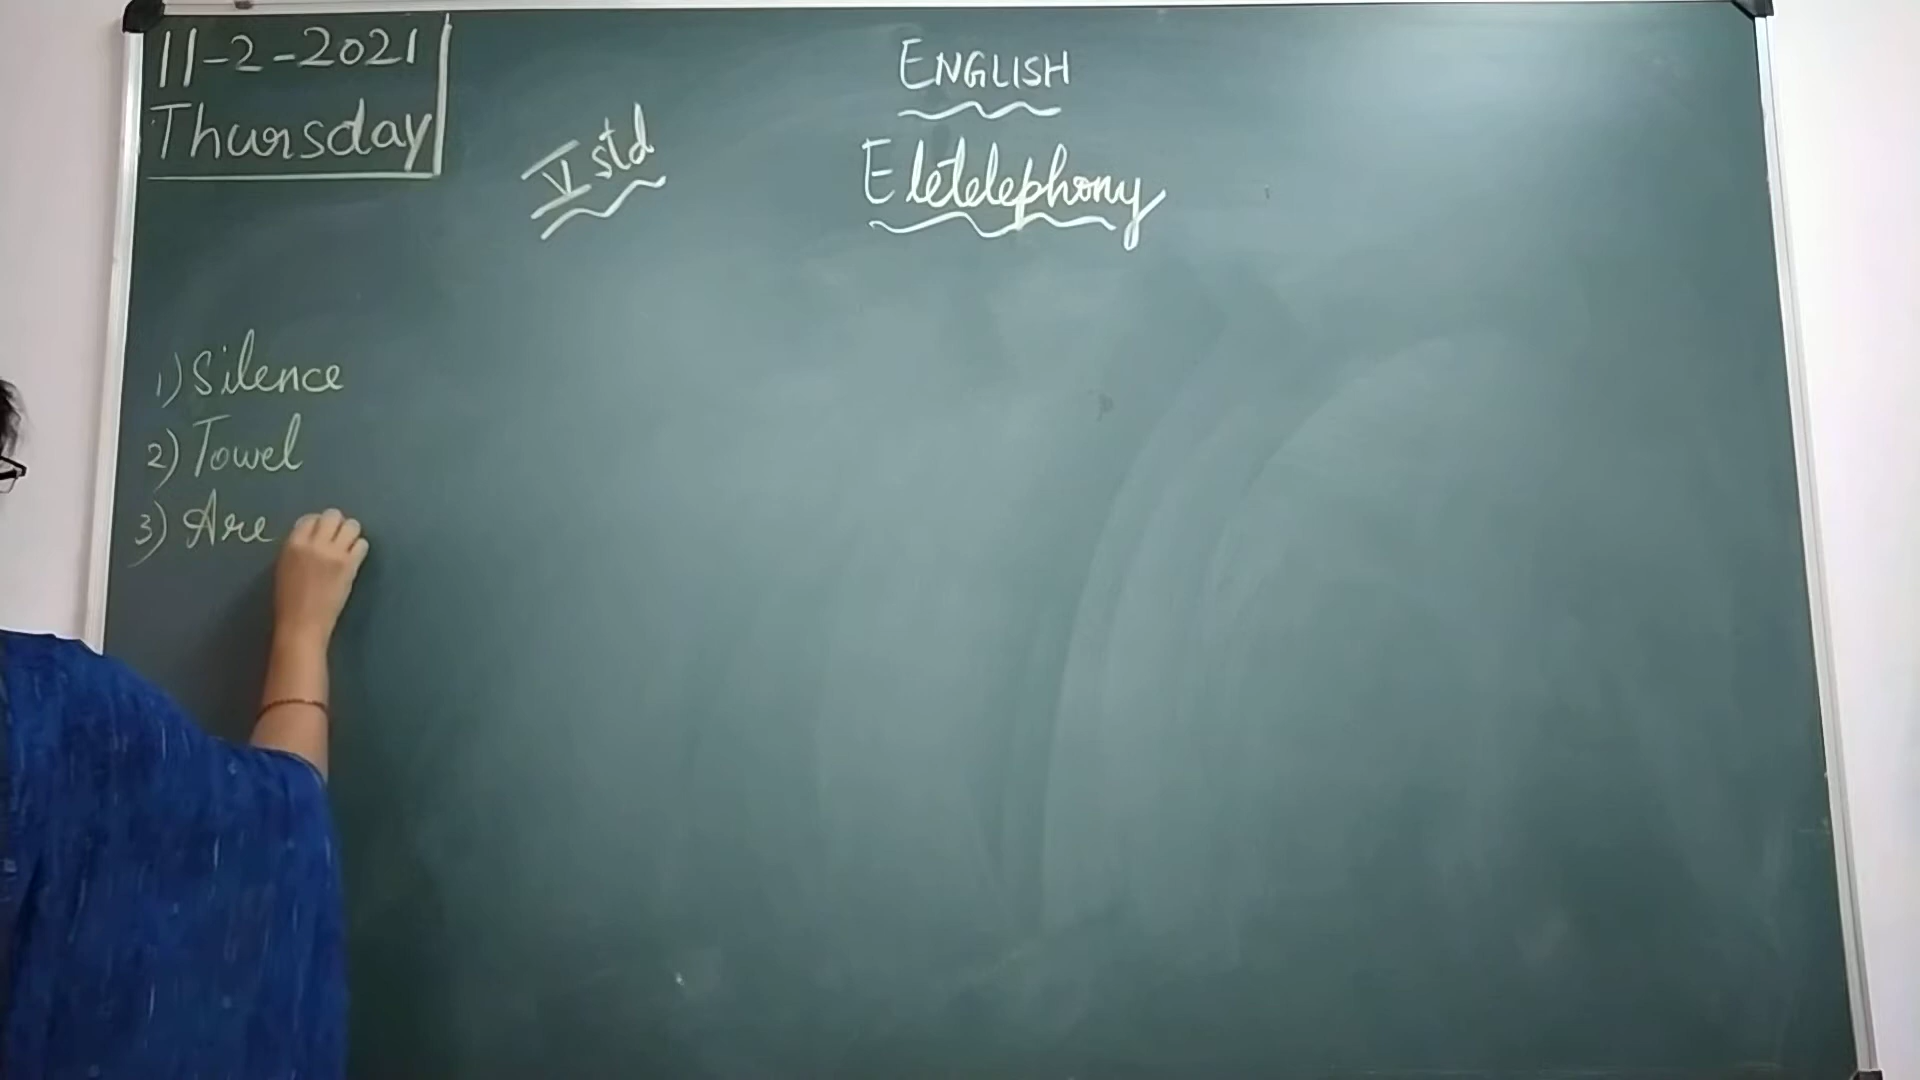 11-2-2021
Thursday
ENGLISH
V std
Eletelephony
1) Silence
2) Towel
3) Are